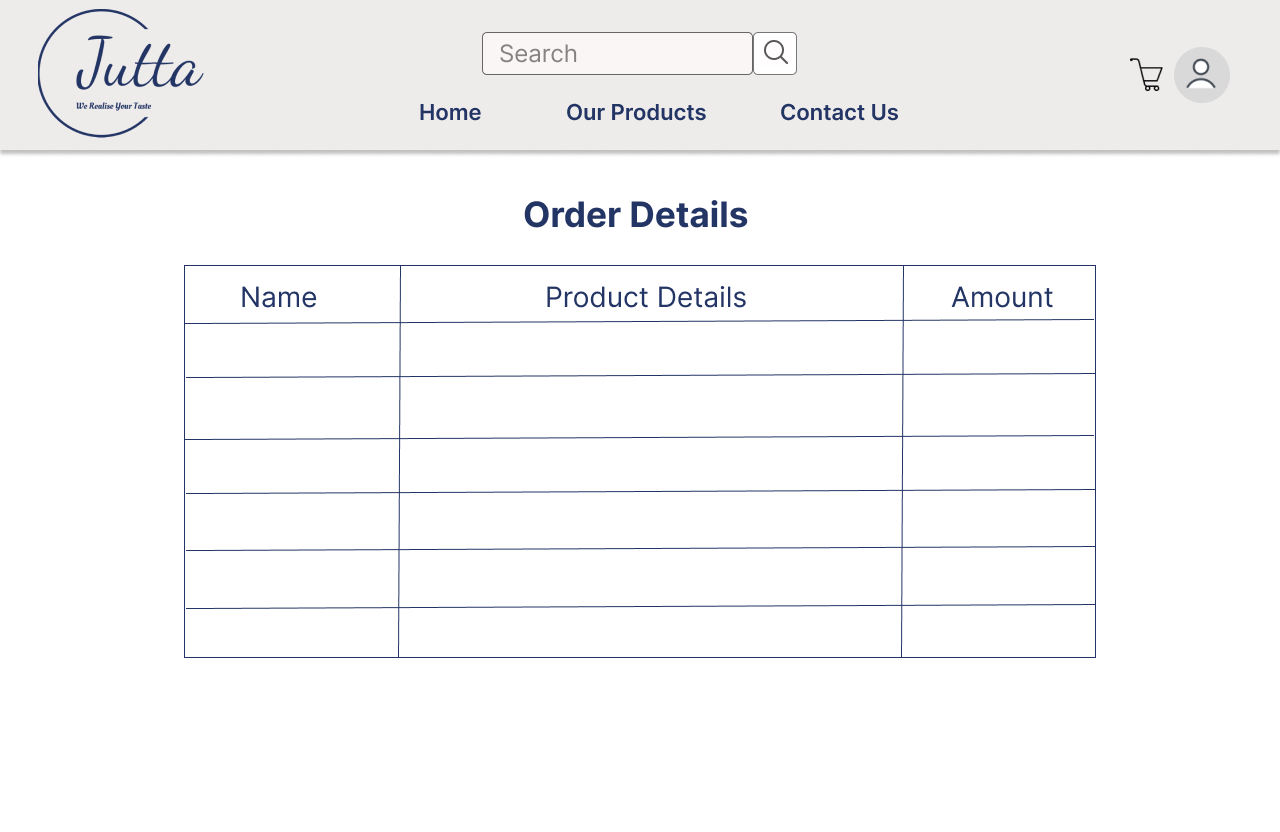 Jutta
We Realise Your Taste
Search
Home Our Products Contact Us
Order Details
Name Product Details Amount